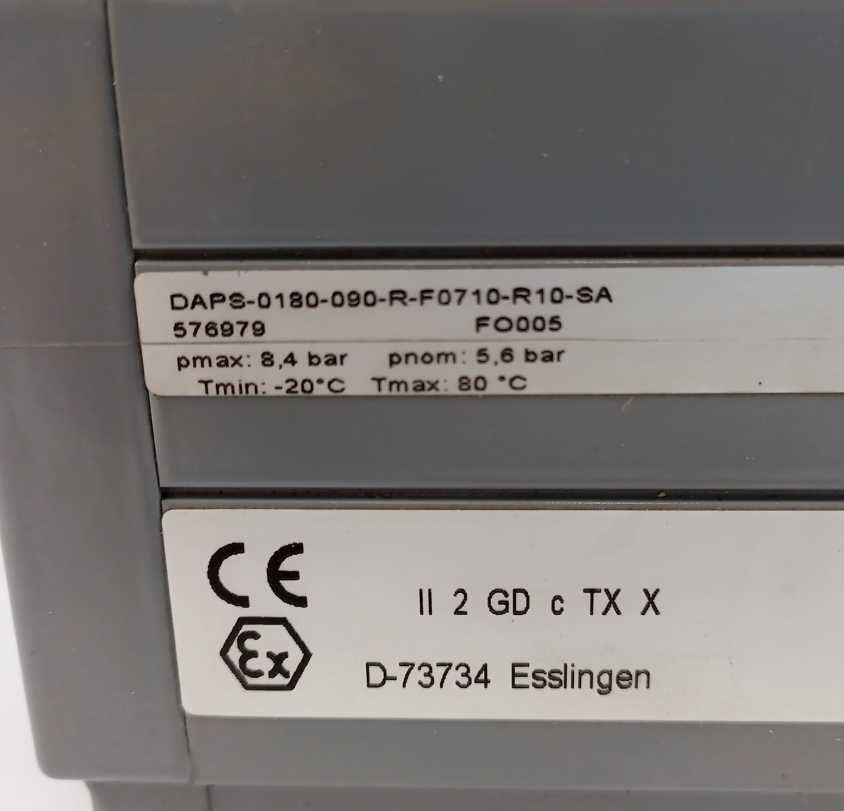 DAPS-0180-090-R-F0710-R10-SA
576979 FO005
pmax: 8,4 bar pnom: 5,6 bar
Tmin: -20°C Tmax: 80 °C
CE II 2 GD c TX X
Ex D-73734 Esslingen